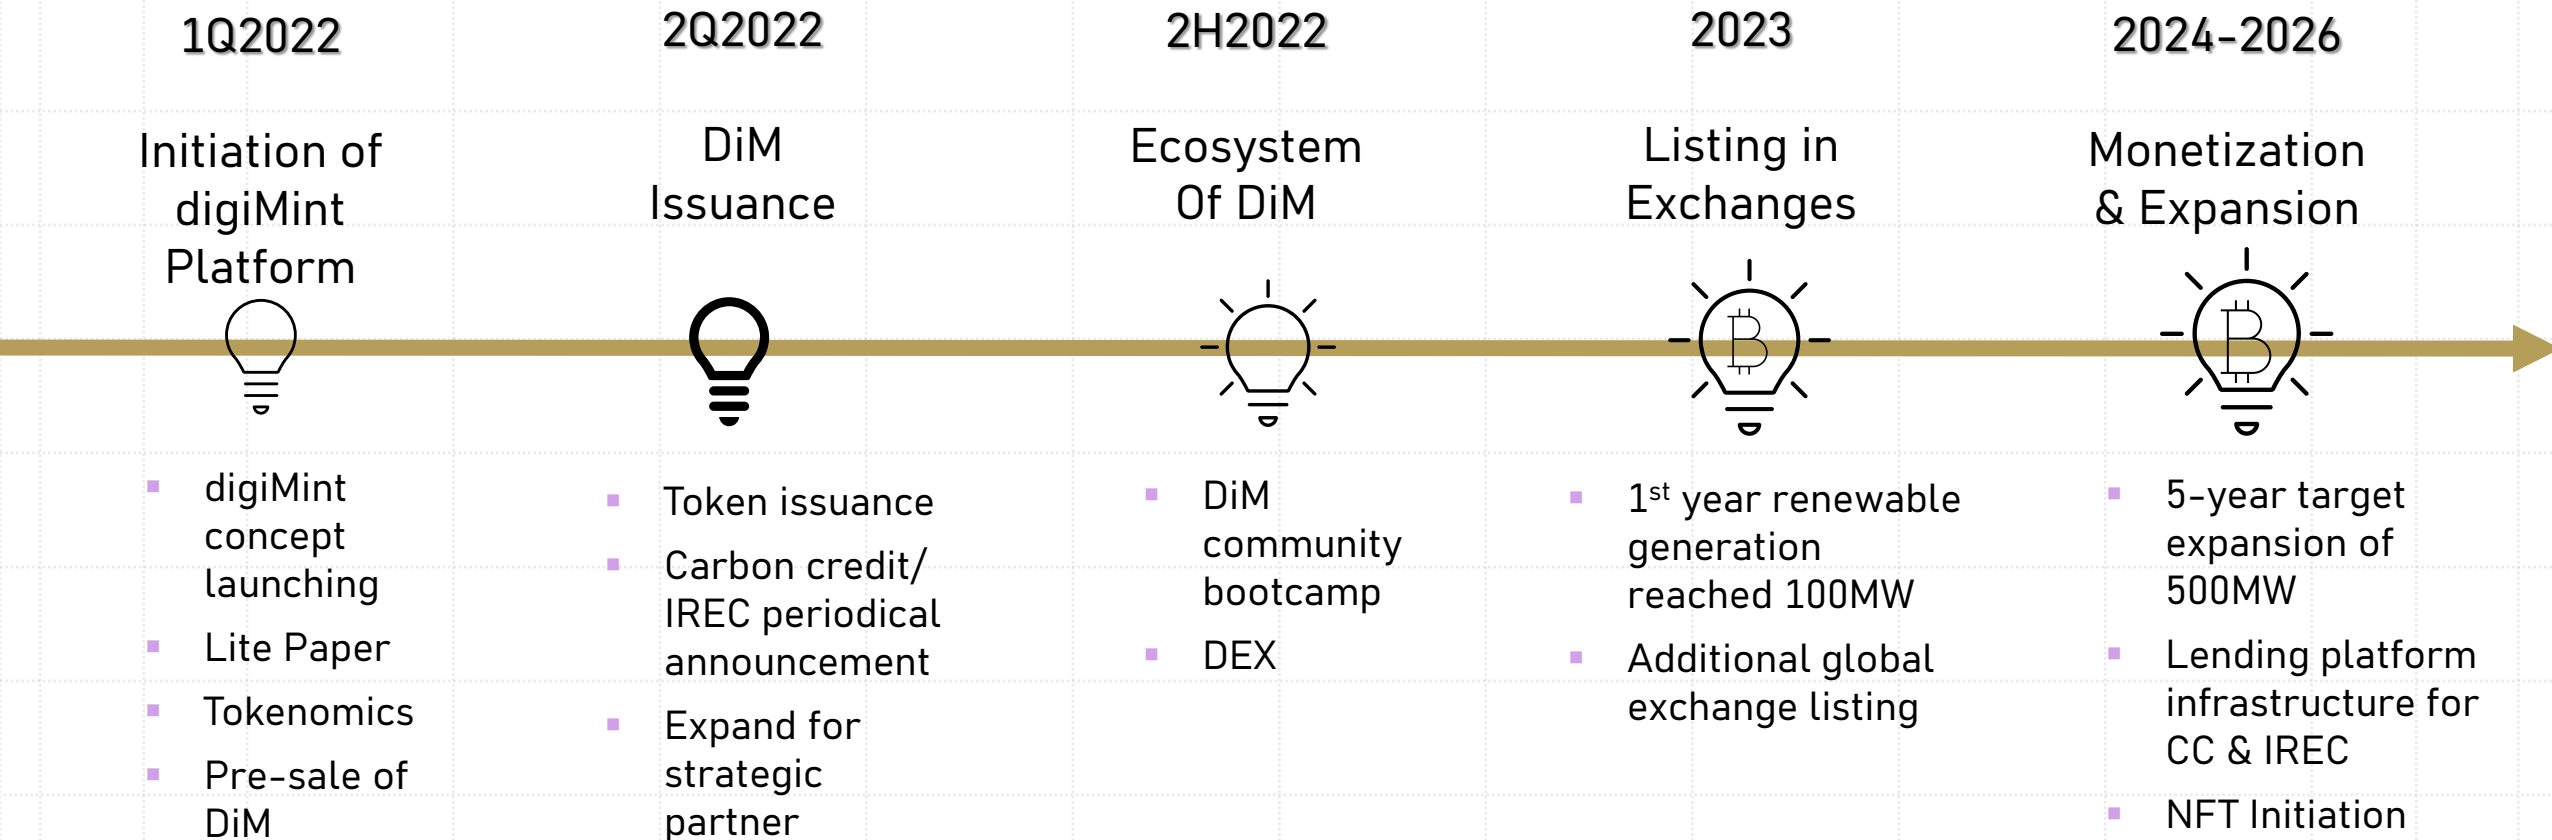 1Q2022
Initiation of
digiMint
Platform
digiMint
concept
launching
Lite Paper
Tokenomics
Pre-sale of
DiM
2Q2022
DiM
Issuance
Token issuance
Carbon credit/
IREC periodical
announcement
Expand for
strategic
partner
2H2022
Ecosystem
Of DiM
DiM
community
bootcamp
DEX
2023
Listing in
Exchanges
1st year renewable
generation
reached 100MW
Additional global
exchange listing
2024-2026
Monetization
& Expansion
5-year target
expansion of
500MW
Lending platform
infrastructure for
CC & IREC
NFT Initiation